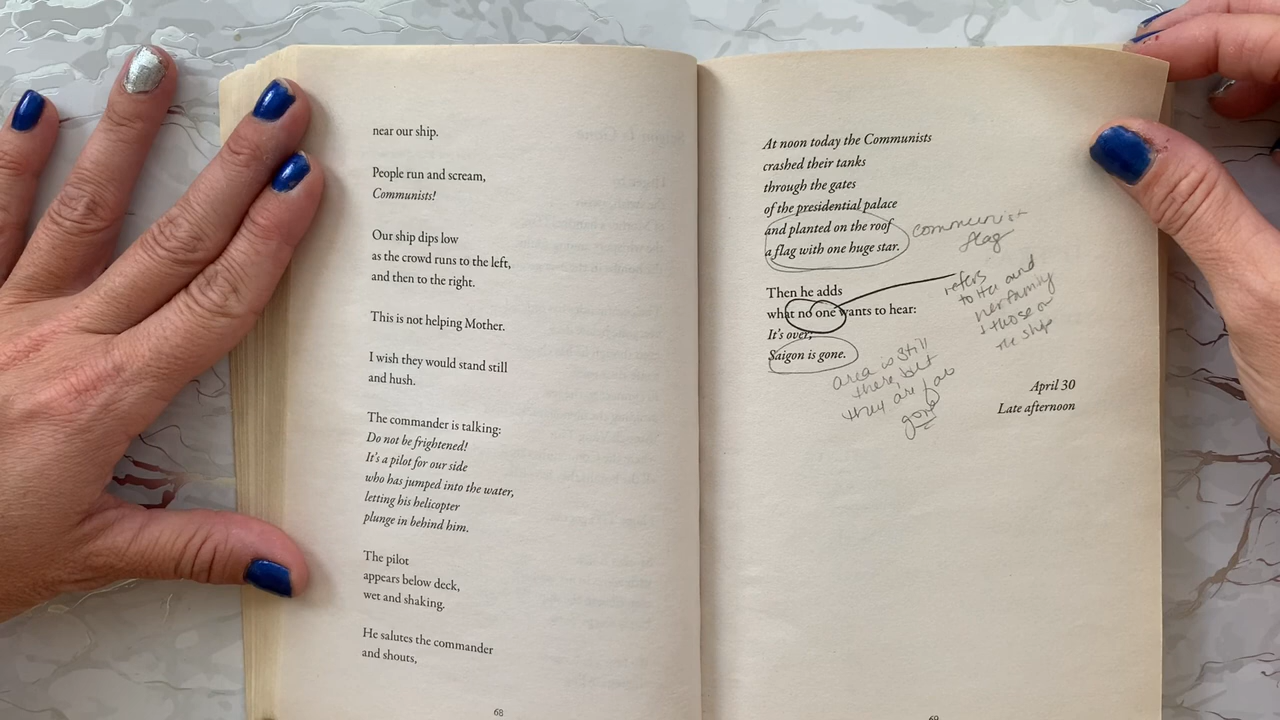 near our ship.
People run and scream,
Communists!
Our ship dips low
as the crowd runs to the left,
and then to the right.
This is not helping Mother.
I wish they would stand still
and hush.
The commander is talking:
Do not be frightened!
It's a pilot for our side
who has jumped into the water,
letting his helicopter
plunge in behind him.
The pilot
appears below deck,
wet and shaking.
He salutes the commander
and shouts,
68
At noon today the Communists
crashed their tanks
through the gates
of the presidential palace
and planted on the roof
a flag with one huge star.
communist
flag
Then he adds
what no one wants to hear:
It's over;
Saigon is gone.
refers
to Ha and
her family
& those on
the ship
area is still
there, but
they are
gone
April 30
Late afternoon
69